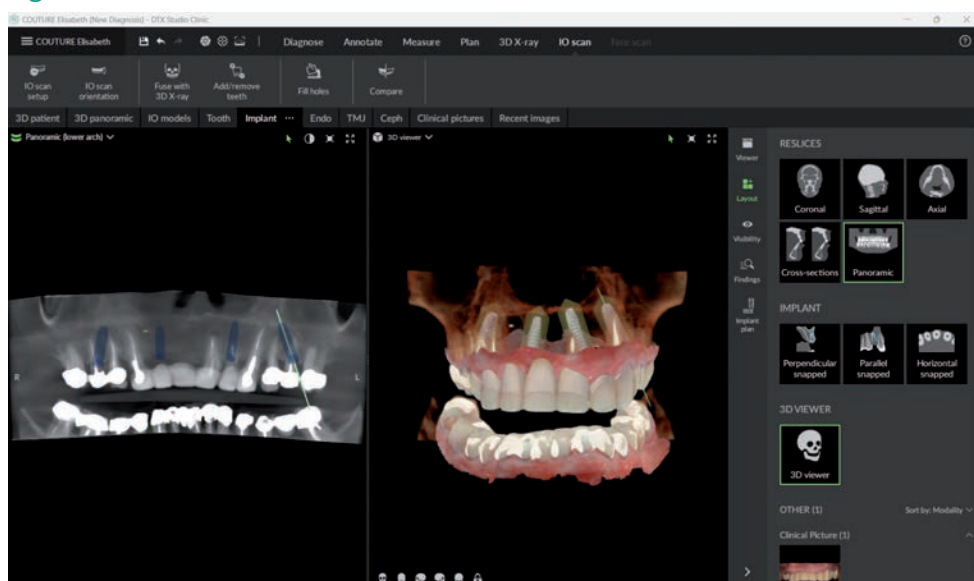 COUTURE Elisabeth (New Diagnosis) - DTX Studio Clinic
COUTURE Elisabeth
Diagnose Annotate Measure Plan 3D X-ray IO scan New scan
IO scan setup
IO scan orientation
Fuse with 3D X-ray
Add/remove teeth
Fill holes
Compare
3D patient 3D panoramic IO models Tooth Implant ... Endo TMJ Ceph Clinical pictures Recent images
Panoramic (lower arch)
3D viewer
R
L
Viewer
Layout
Visibility
Findings
Implant plan
RESLICES
Coronal Sagittal Axial
Cross-sections Panoramic
IMPLANT
Perpendicular snapped
Parallel snapped
Horizontal snapped
3D VIEWER
3D viewer
OTHER (1) Sort by: Modality
Clinical Picture (1)